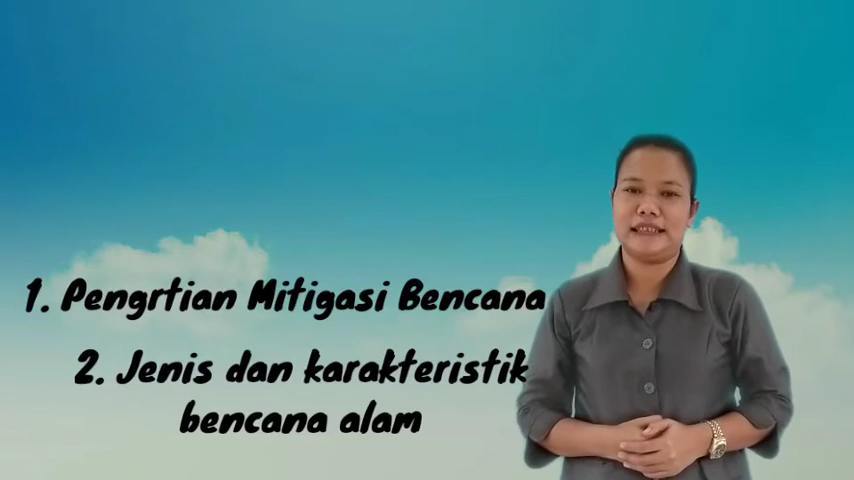 1. Pengrtian Mitigasi Bencana
2. Jenis dan karakteristik
bencana alam